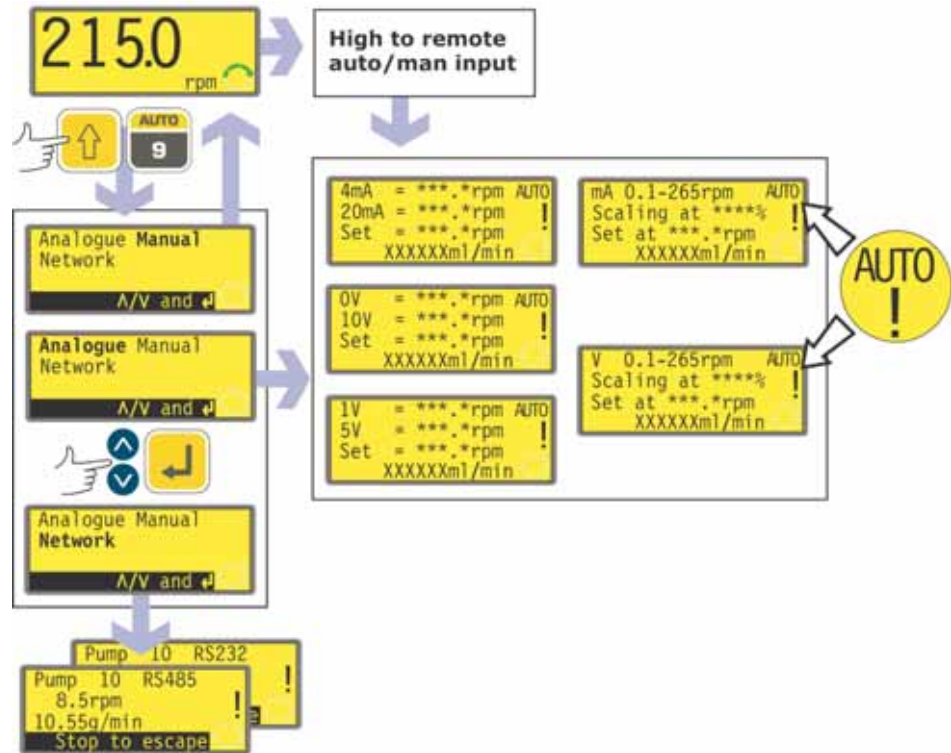 215.0
rpm
High to remote
auto/man input
AUTO
9
Analogue Manual
Network
Λ/V and ↲
Analogue Manual
Network
Λ/V and ↲
Analogue Manual
Network
Λ/V and ↲
4mA = ***.*rpm AUTO
20mA = ***.*rpm !
Set = ***.*rpm
XXXXXXml/min
0V = ***.*rpm AUTO
10V = ***.*rpm !
Set = ***.*rpm
XXXXXXml/min
1V = ***.*rpm AUTO
5V = ***.*rpm !
Set = ***.*rpm
XXXXXXml/min
mA 0.1-265rpm AUTO
Scaling at ****% !
Set at ***.*rpm
XXXXXXml/min
V 0.1-265rpm AUTO
Scaling at ****% !
Set at ***.*rpm
XXXXXXml/min
AUTO
!
Pump 10 RS232
!
Pump 10 RS485
8.5rpm !
10.55g/min
Stop to escape